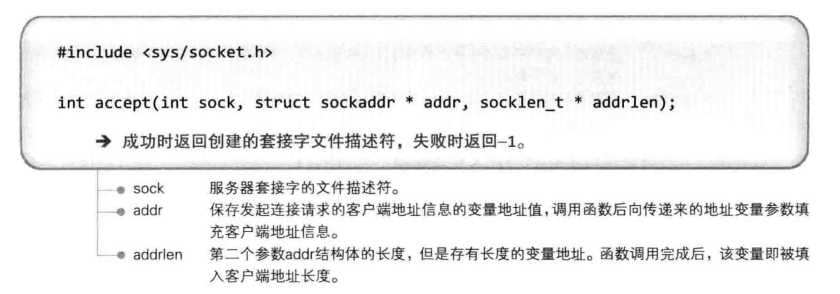 #include <sys/socket.h>
int accept(int sock, struct sockaddr * addr, socklen_t * addrlen);
→ 成功时返回创建的套接字文件描述符，失败时返回–1。
sock 服务器套接字的文件描述符。
addr 保存发起连接请求的客户端地址信息的变量地址值，调用函数后向传递来的地址变量参数填
充客户端地址信息。
addrlen 第二个参数addr结构体的长度，但是存有长度的变量地址。函数调用完成后，该变量即被填
入客户端地址长度。